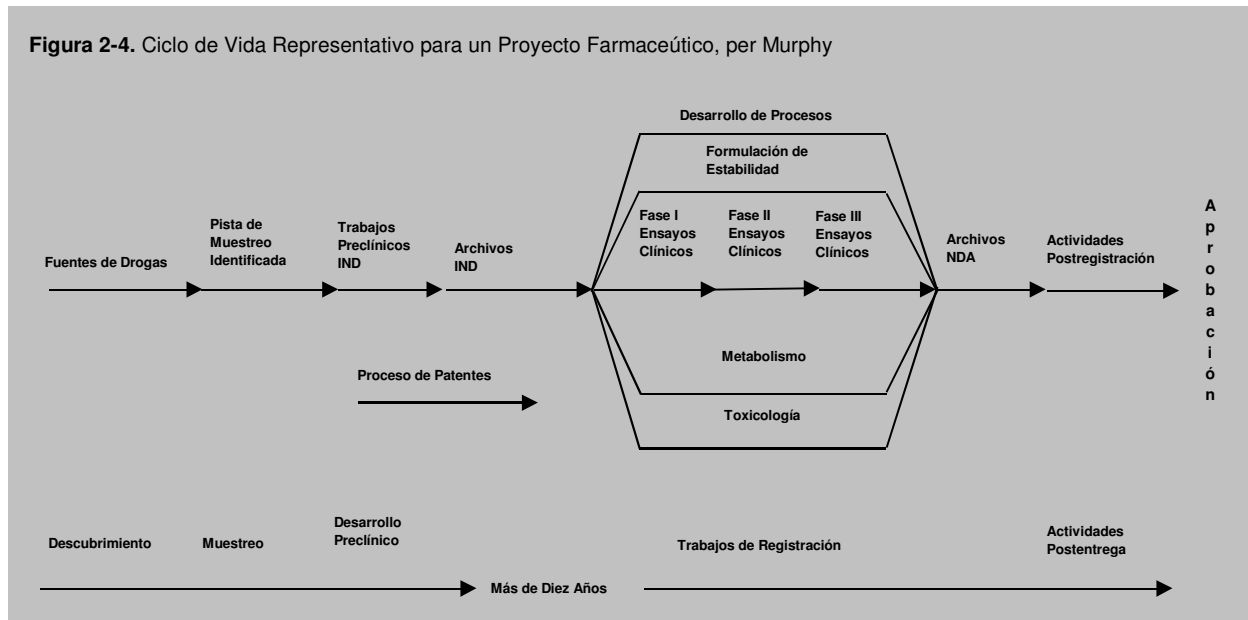 Figura 2-4. Ciclo de Vida Representativo para un Proyecto Farmaceútico, per Murphy
Desarrollo de Procesos
Formulación de
Estabilidad
Fuentes de Drogas
Pista de
Muestreo
Identificada
Trabajos
Preclínicos
IND
Archivos
IND
Fase I
Ensayos
Clínicos
Fase II
Ensayos
Clínicos
Fase III
Ensayos
Clínicos
Archivos
NDA
Actividades
Postregistración
Aprobación
Metabolismo
Proceso de Patentes
Toxicología
Descubrimiento
Muestreo
Desarrollo
Preclínico
Trabajos de Registración
Actividades
Postentrega
Más de Diez Años